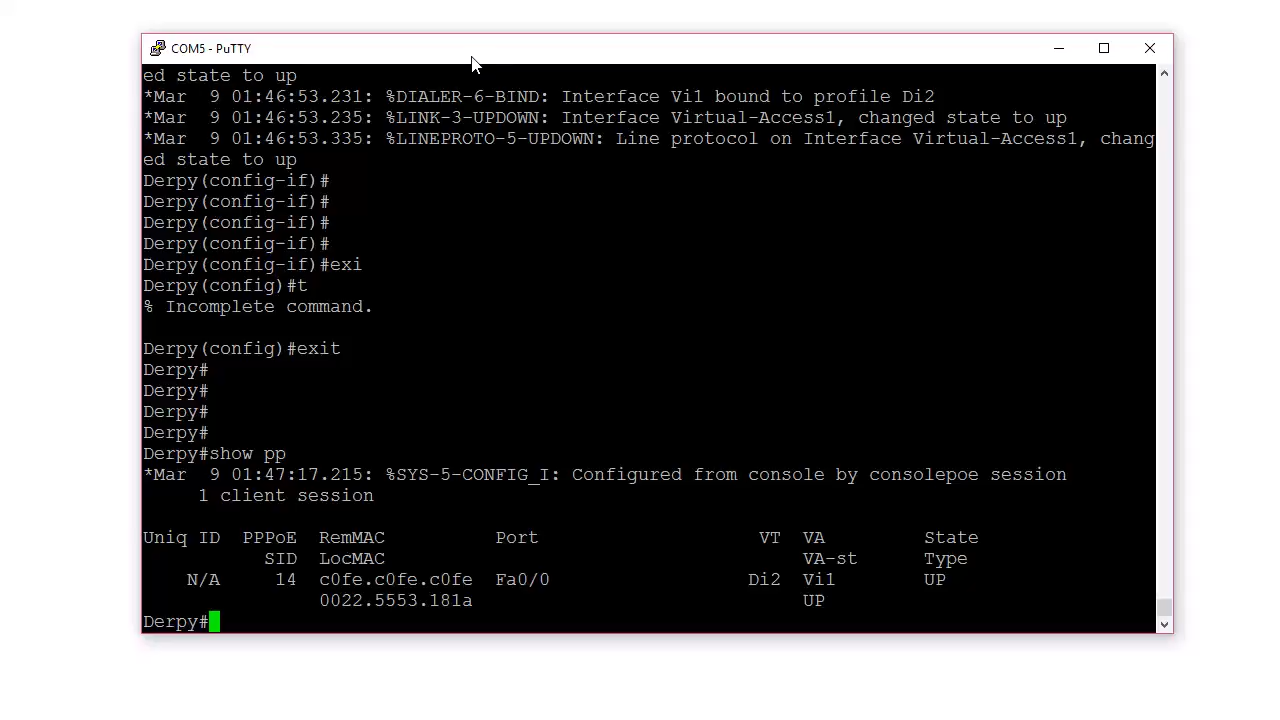 COM5 - PuTTY
ed state to up
*Mar  9 01:46:53.231: %DIALER-6-BIND: Interface Vi1 bound to profile Di2
*Mar  9 01:46:53.235: %LINK-3-UPDOWN: Interface Virtual-Access1, changed state to up
*Mar  9 01:46:53.335: %LINEPROTO-5-UPDOWN: Line protocol on Interface Virtual-Access1, chang
ed state to up
Derpy(config-if)#
Derpy(config-if)#
Derpy(config-if)#
Derpy(config-if)#
Derpy(config-if)#exi
Derpy(config)#t
% Incomplete command.
Derpy(config)#exit
Derpy#
Derpy#
Derpy#
Derpy#
Derpy#show pp
*Mar  9 01:47:17.215: %SYS-5-CONFIG_I: Configured from console by consolepoe session
     1 client session
Uniq ID  PPPoE  RemMAC          Port                    VT  VA         State
           SID  LocMAC                                      VA-st      Type
    N/A     14  c0fe.c0fe.c0fe  Fa0/0                  Di2  Vi1        UP
                0022.5553.181a                              UP
Derpy#